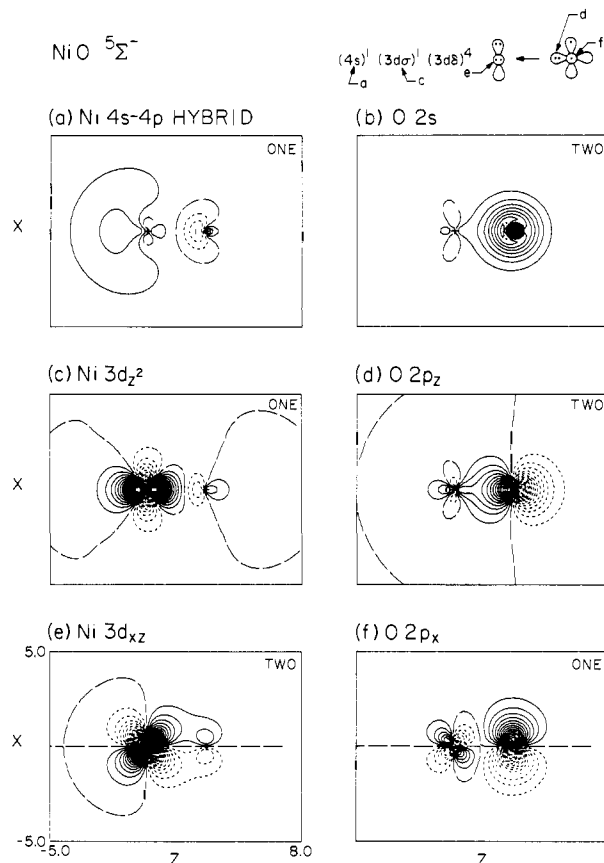 NiO ⁵Σ⁻
(4s)¹ (3dσ)¹ (3dδ)⁴
a
c
e
d
f
(a) Ni 4s-4p HYBRID
ONE
X
(b) O 2s
TWO
(c) Ni 3d_z²
ONE
X
(d) O 2p_z
TWO
(e) Ni 3d_xz
TWO
5.0
X
-5.0
-5.0
Z
8.0
(f) O 2p_x
ONE
Z